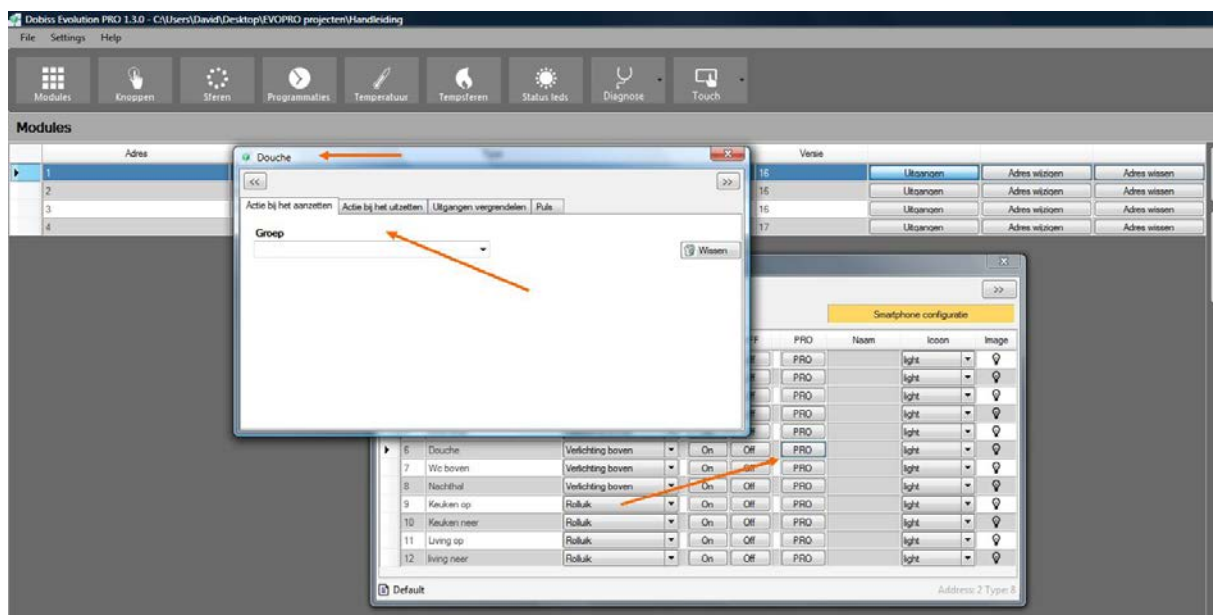 Dobiss Evolution PRO 1.3.0 - C:\Users\David\Desktop\EVOPRO projecten\Handleiding
File Settings Help
Modules Knoppen Sferen Programmaties Temperatuur Tempsferen Status leds Diagnose Touch
Modules
Adres Type Versie
1 16 Uitgangen Adres wijzigen Adres wissen
2 16 Uitgangen Adres wijzigen Adres wissen
3 16 Uitgangen Adres wijzigen Adres wissen
4 17 Uitgangen Adres wijzigen Adres wissen
Douche
<< >>
Actie bij het aanzetten Actie bij het uitzetten Uitgangen vergrendelen Puls
Groep
Wissen
>>
Smartphone configuratie
PRO Naam Icoon Image
PRO light
PRO light
PRO light
PRO light
PRO light
6 Douche Verlichting boven On Off PRO light
7 Wc boven Verlichting boven On Off PRO light
8 Nachthal Verlichting boven On Off PRO light
9 Keuken op Rolluik On Off PRO light
10 Keuken neer Rolluik On Off PRO light
11 Living op Rolluik On Off PRO light
12 living neer Rolluik On Off PRO light
Default Address: 2 Type: 8